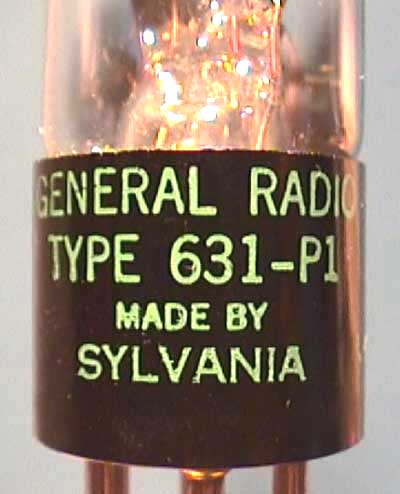 GENERAL RADIO
TYPE 631-P1
MADE BY
SYLVANIA